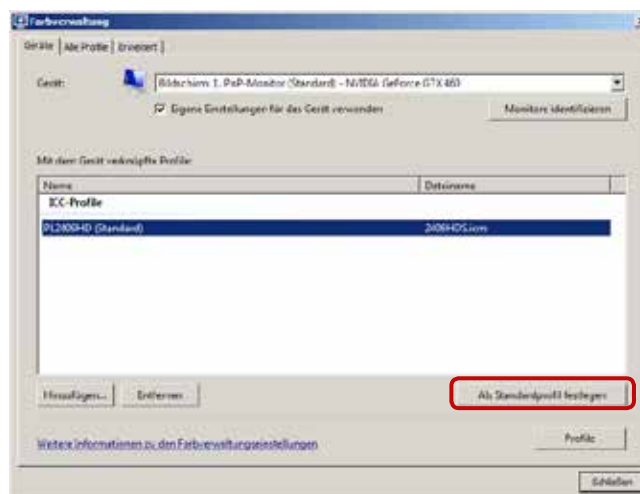 Farbverwaltung
Geräte Alle Profile Erweitert
Gerät: Bildschirm: 1. PnP-Monitor (Standard) - NVIDIA GeForce GTX 460
Eigene Einstellungen für das Gerät verwenden Monitore identifizieren
Mit dem Gerät verknüpfte Profile:
Name Dateiname
ICC-Profile
PL2409HD (Standard) 2409HDS.icm
Hinzufügen... Entfernen Als Standardprofil festlegen
Weitere Informationen zu den Farbverwaltungseinstellungen Profile
Schließen